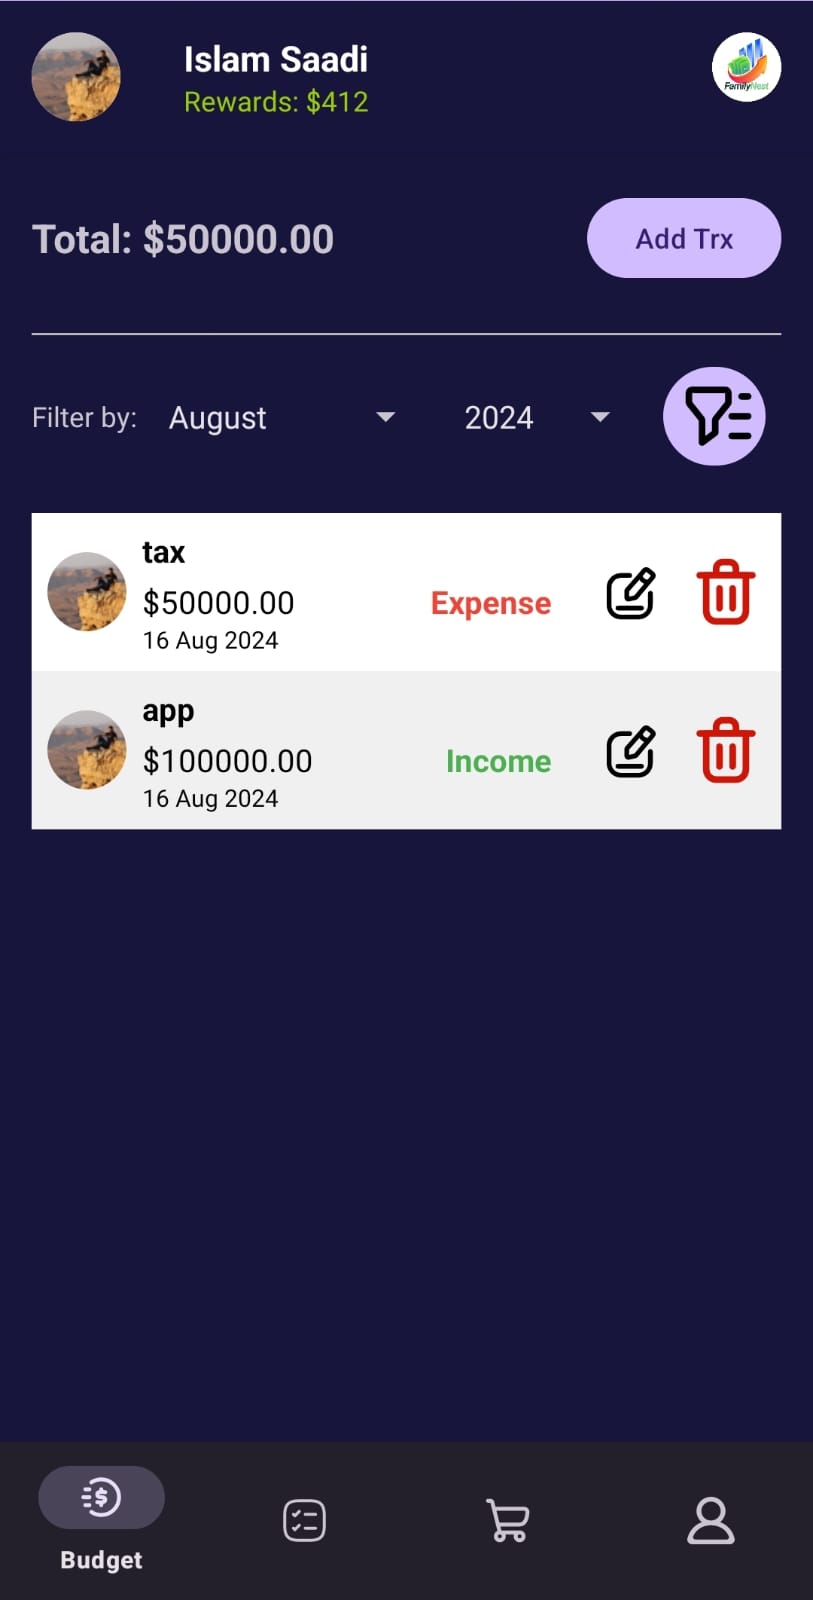 Islam Saadi
Rewards: $412
FamilyNest
Total: $50000.00
Add Trx
Filter by:
August
2024
tax
$50000.00
Expense
16 Aug 2024
app
$100000.00
Income
16 Aug 2024
Budget